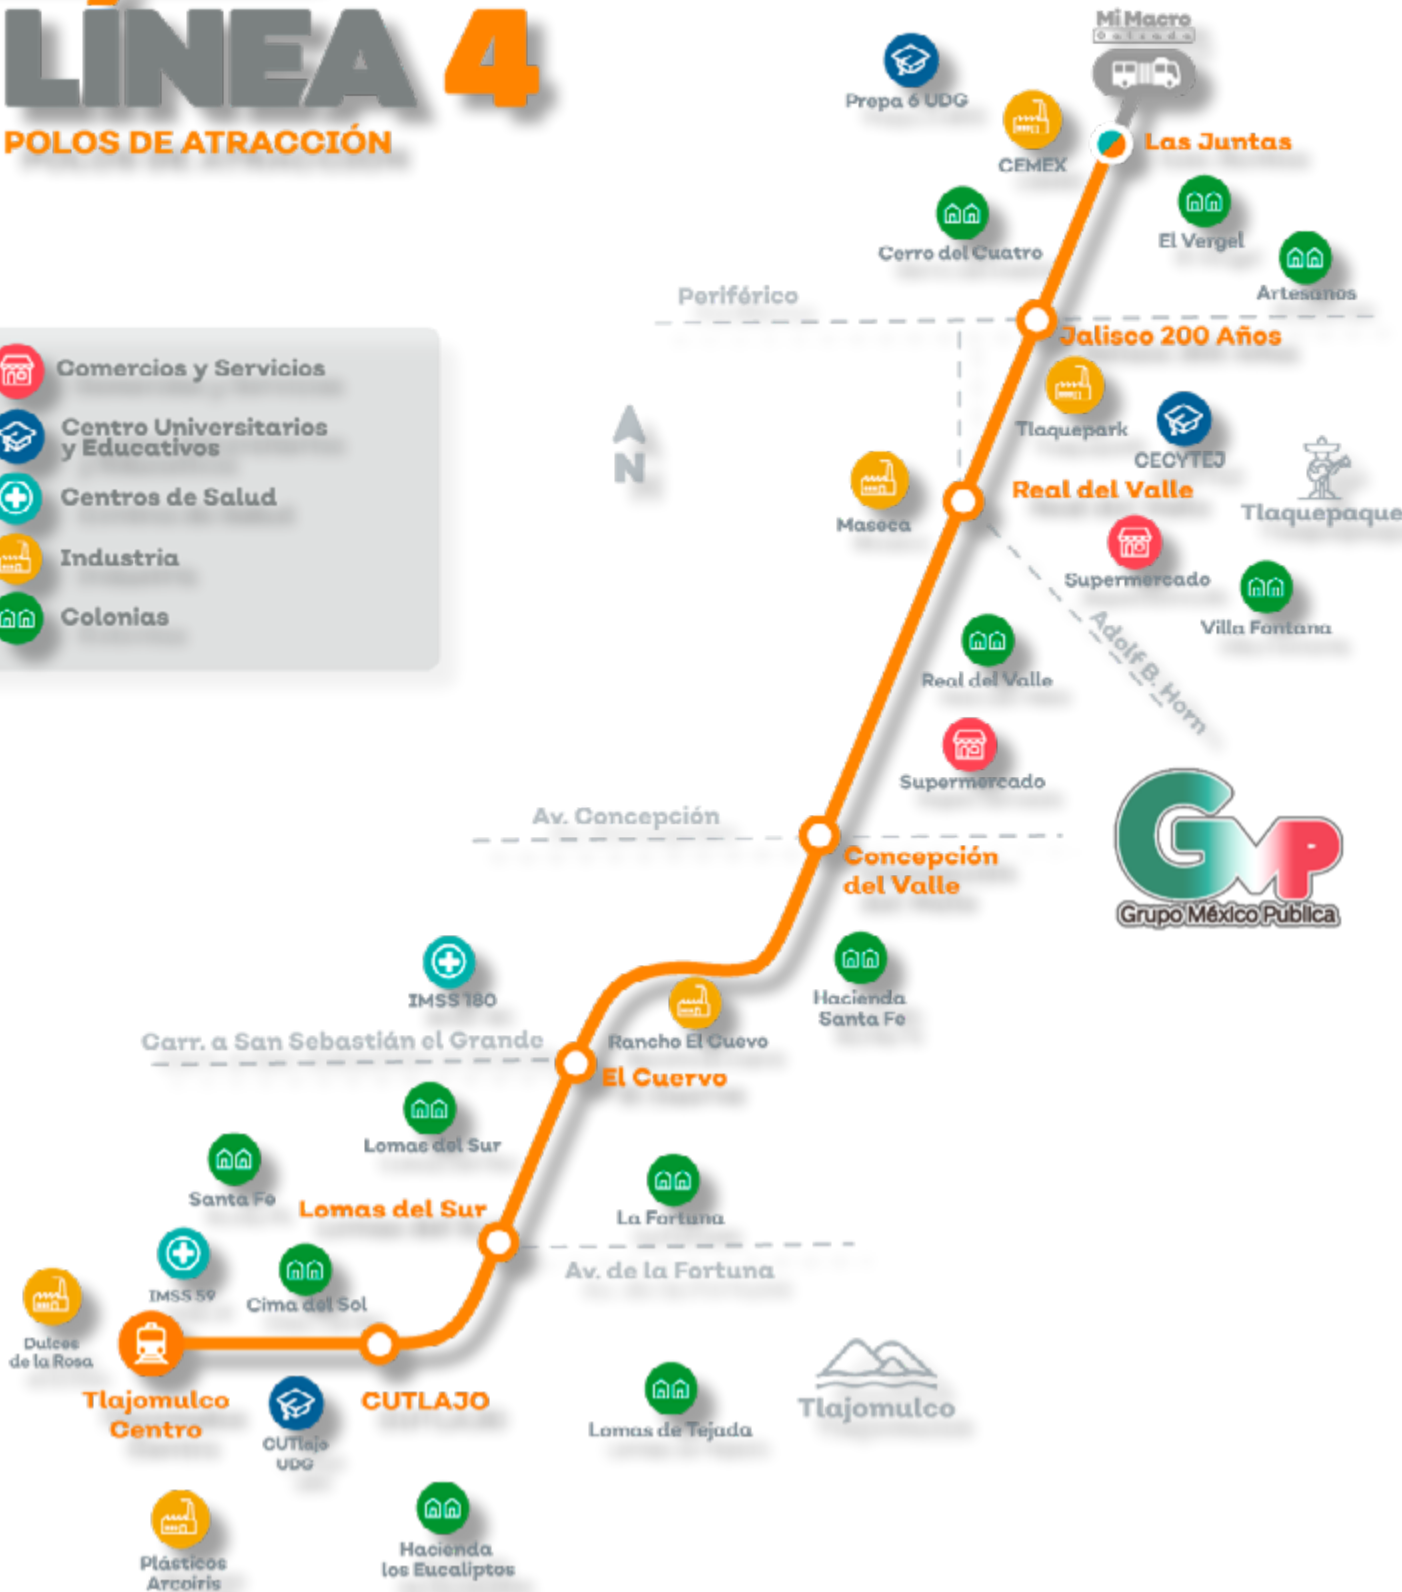 LÍNEA 4
POLOS DE ATRACCIÓN
Comercios y Servicios
Centro Universitarios
y Educativos
Centros de Salud
Industria
Colonias
Mi Macro
Calzada
Prepa 6 UDG
CEMEX
Las Juntas
Cerro del Cuatro
El Vergel
Artesanos
Periférico
Jalisco 200 Años
Tlaquepark
CECYTEJ
N
Maseca
Real del Valle
Tlaquepaque
Supermercado
Villa Fontana
Adolf B. Horn
Real del Valle
Supermercado
Av. Concepción
Concepción
del Valle
GMP
Grupo México Publica
Hacienda
Santa Fe
IMSS 180
Carr. a San Sebastián el Grande
Rancho El Cuevo
El Cuervo
Lomas del Sur
Santa Fe
Lomas del Sur
La Fortuna
Av. de la Fortuna
IMSS 59
Cima del Sol
Dulces
de la Rosa
Tlajomulco
Centro
CUTlajo
UDG
CUTLAJO
Lomas de Tejada
Tlajomulco
Plásticos
Arcoiris
Hacienda
los Eucaliptos